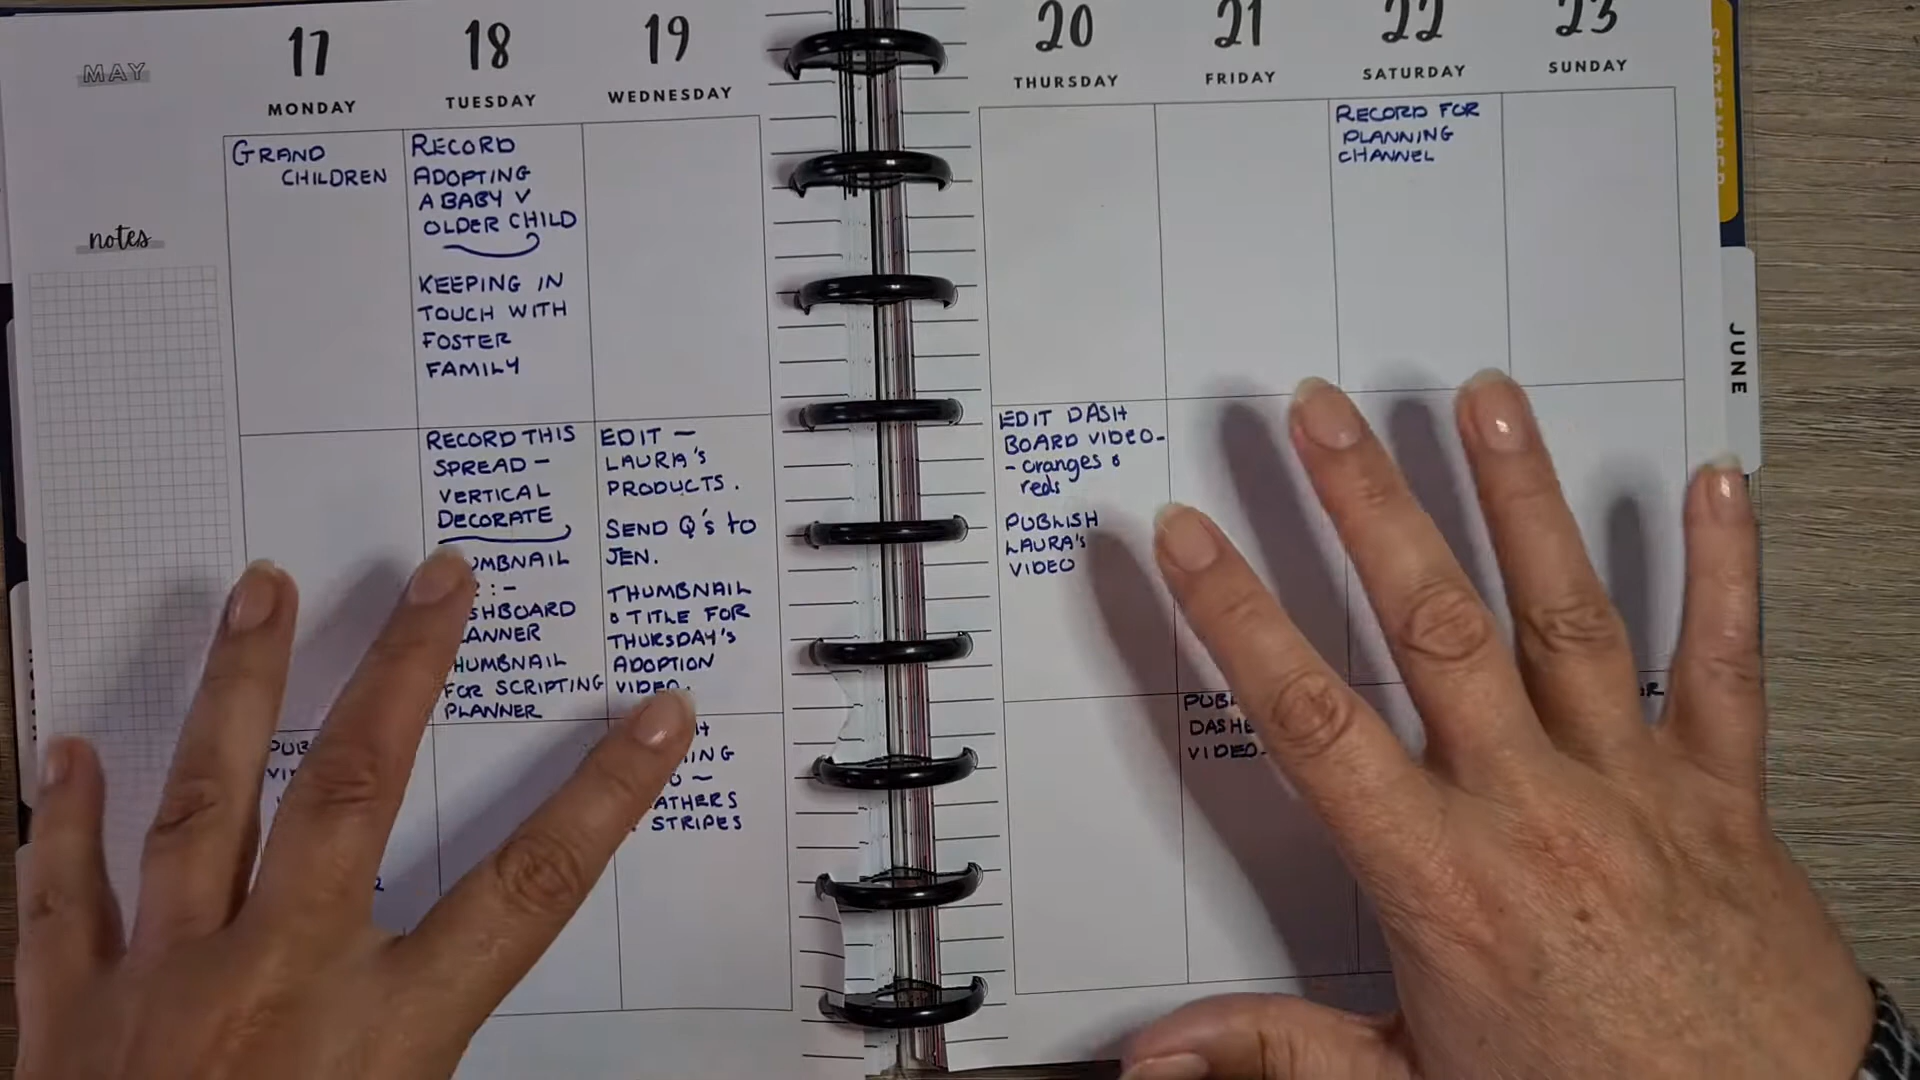 MAY
notes
17
MONDAY
GRAND
CHILDREN
18
TUESDAY
RECORD
ADOPTING
A BABY V
OLDER CHILD
KEEPING IN
TOUCH WITH
FOSTER
FAMILY
RECORD THIS
SPREAD -
VERTICAL
DECORATE
FOR SCRIPTING
PLANNER
19
WEDNESDAY
EDIT -
LAURA'S
PRODUCTS.
SEND Q'S TO
JEN.
THUMBNAIL
& TITLE FOR
THURSDAY'S
ADOPTION
VIDEO.
STRIPES
20
THURSDAY
EDIT DASH
BOARD VIDEO-
- oranges &
reds
PUBLISH
LAURA'S
VIDEO
21
FRIDAY
VIDEO-
22
SATURDAY
RECORD FOR
PLANNING
CHANNEL
23
SUNDAY
SEPTEMBER
JUNE